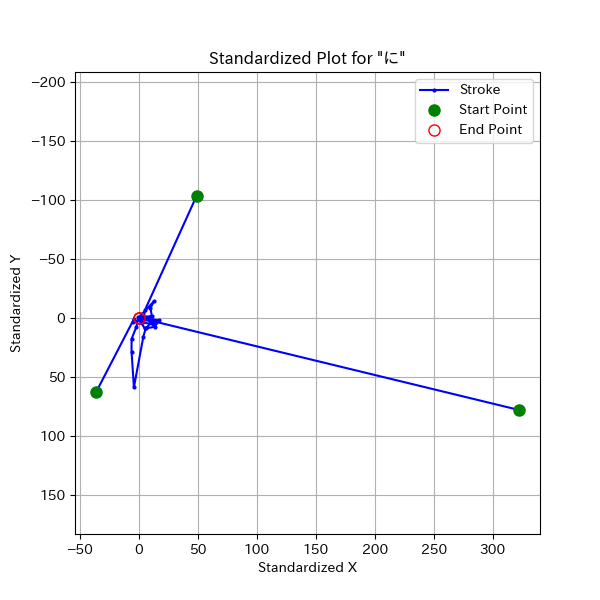 Standardized Plot for "に"
Stroke
Start Point
End Point
Standardized Y
−200
−150
−100
−50
0
50
100
150
−50 0 50 100 150 200 250 300
Standardized X